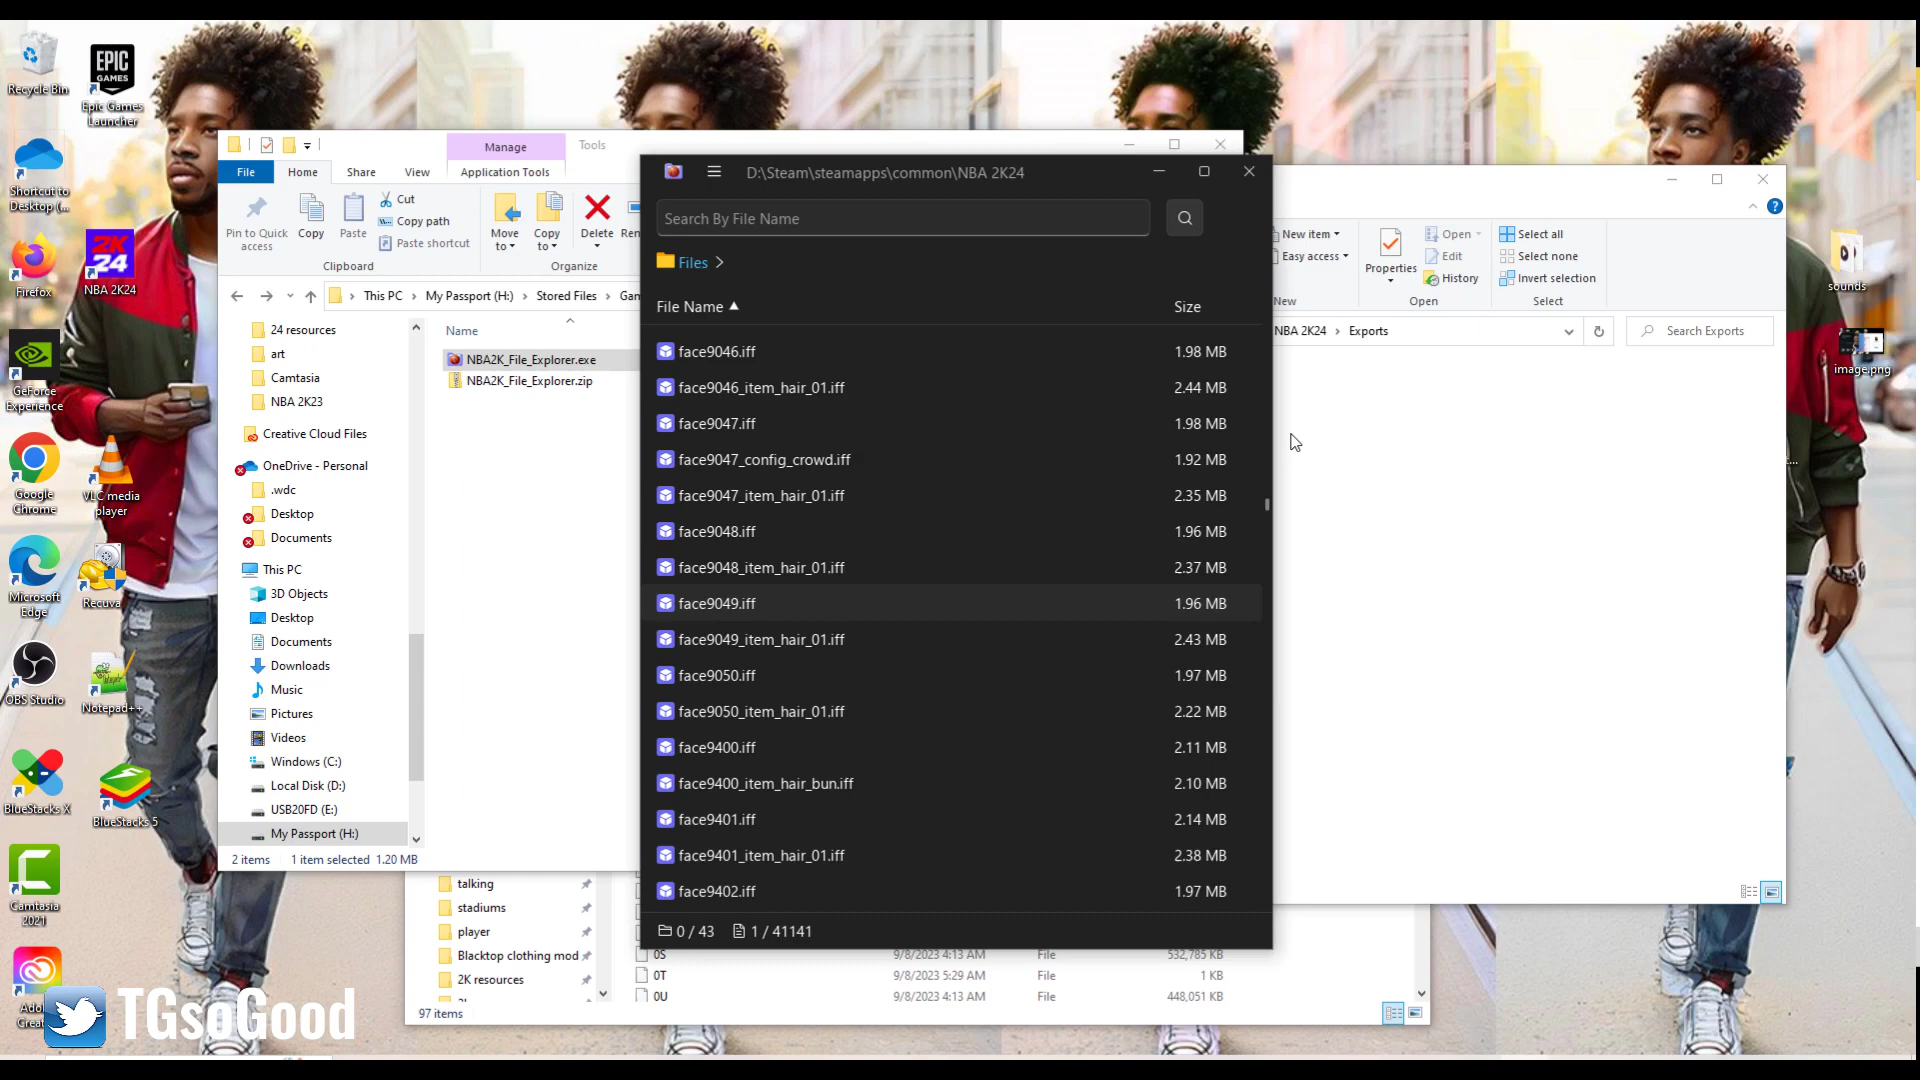 Recycle Bin
EPIC GAMES
Epic Games Launcher
Shortcut to Desktop (...
Firefox
2K 24
NBA 2K24
GeForce Experience
Google Chrome
VLC media player
Microsoft Edge
Recuva
OBS Studio
Notepad++
BlueStacks X
BlueStacks 5
Camtasia 2021
TGsoGood
sounds
image.png
Manage
Tools
File
Home
Share
View
Application Tools
Pin to Quick access
Copy
Paste
Cut
Copy path
Paste shortcut
Clipboard
Move to
Copy to
Delete
Organize
This PC > My Passport (H:) > Stored Files >
24 resources
art
Camtasia
NBA 2K23
Creative Cloud Files
OneDrive - Personal
.wdc
Desktop
Documents
This PC
3D Objects
Desktop
Documents
Downloads
Music
Pictures
Videos
Windows (C:)
Local Disk (D:)
USB20FD (E:)
My Passport (H:)
2 items 1 item selected 1.20 MB
Name
NBA2K_File_Explorer.exe
NBA2K_File_Explorer.zip
D:\Steam\steamapps\common\NBA 2K24
Search By File Name
Files >
File Name Size
face9046.iff 1.98 MB
face9046_item_hair_01.iff 2.44 MB
face9047.iff 1.98 MB
face9047_config_crowd.iff 1.92 MB
face9047_item_hair_01.iff 2.35 MB
face9048.iff 1.96 MB
face9048_item_hair_01.iff 2.37 MB
face9049.iff 1.96 MB
face9049_item_hair_01.iff 2.43 MB
face9050.iff 1.97 MB
face9050_item_hair_01.iff 2.22 MB
face9400.iff 2.11 MB
face9400_item_hair_bun.iff 2.10 MB
face9401.iff 2.14 MB
face9401_item_hair_01.iff 2.38 MB
face9402.iff 1.97 MB
0 / 43 1 / 41141
New item
Easy access
New
Properties
Open
Edit
History
Open
Select all
Select none
Invert selection
Select
NBA 2K24 > Exports
Search Exports
talking
stadiums
player
Blacktop clothing mod
2K resources
97 items
0S 9/8/2023 4:13 AM File 532,785 KB
0T 9/8/2023 5:29 AM File 1 KB
0U 9/8/2023 4:13 AM File 448,051 KB